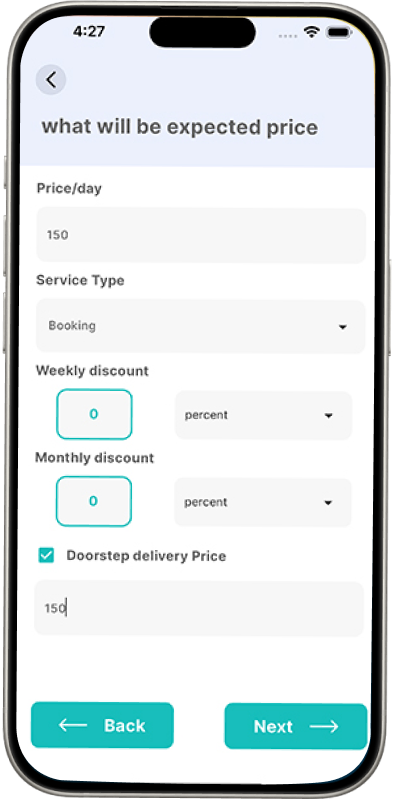 4:27
what will be expected price
Price/day
150
Service Type
Booking
Weekly discount
0 percent
Monthly discount
0 percent
Doorstep delivery Price
150
Back Next